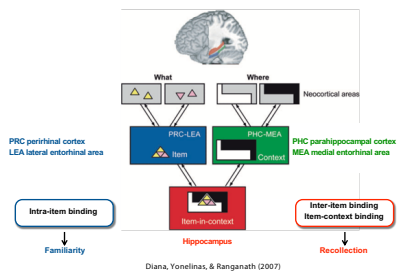 What
Where
Neocortical areas
PRC-LEA
Item
PHC-MEA
Context
PRC perirhinal cortex
LEA lateral entorhinal area
PHC parahippocampal cortex
MEA medial entorhinal area
Item-in-context
Intra-item binding
Inter-item binding
Item-context binding
Familiarity
Hippocampus
Recollection
Diana, Yonelinas, & Ranganath (2007)